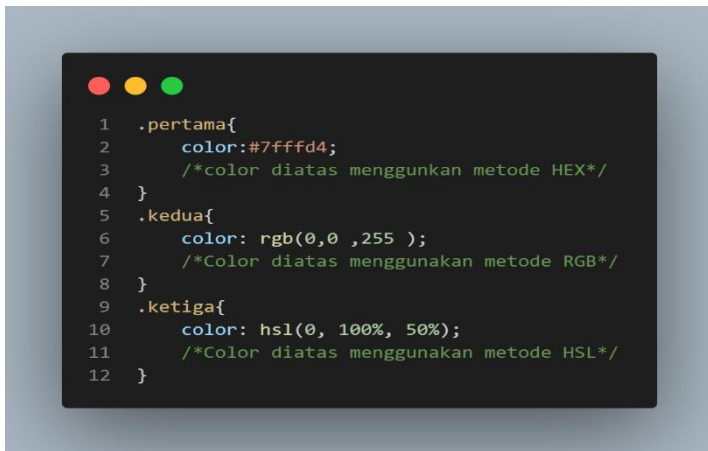 1 .pertama{
2 color:#7fffd4;
3 /*color diatas menggunkan metode HEX*/
4 }
5 .kedua{
6 color: rgb(0,0 ,255 );
7 /*Color diatas menggunakan metode RGB*/
8 }
9 .ketiga{
10 color: hsl(0, 100%, 50%);
11 /*Color diatas menggunakan metode HSL*/
12 }